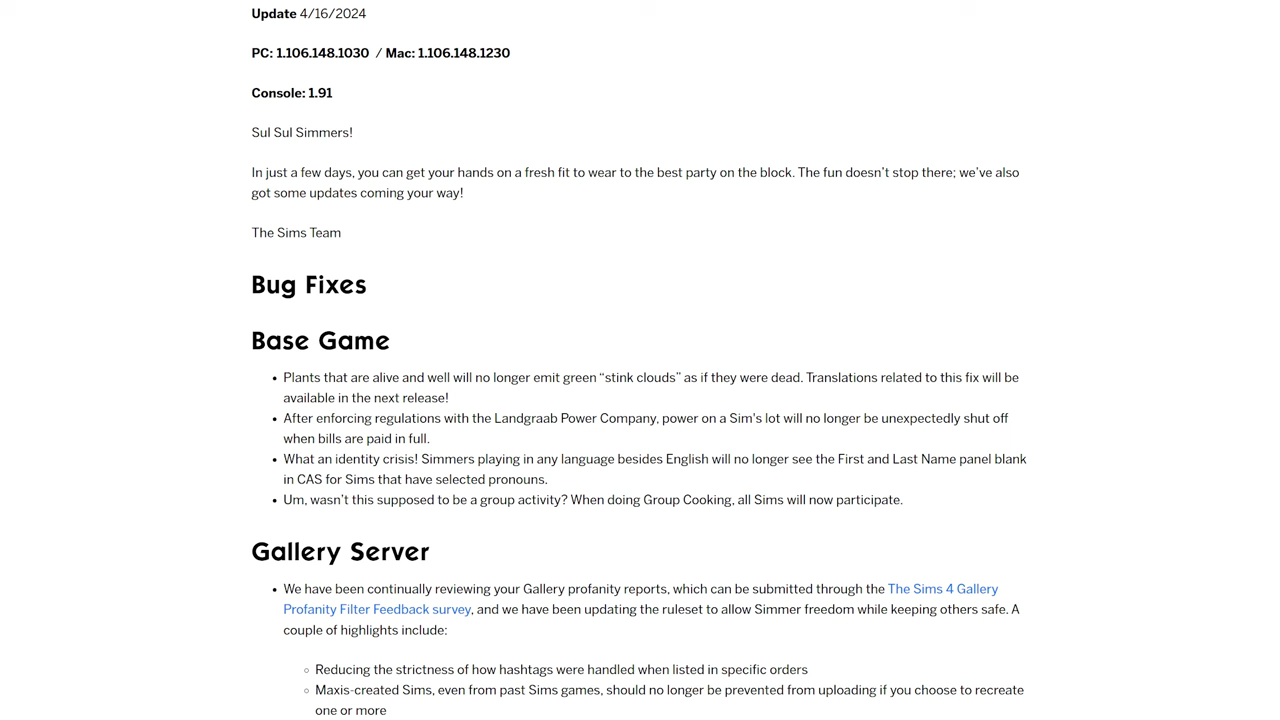 Update 4/16/2024
PC: 1.106.148.1030 / Mac: 1.106.148.1230
Console: 1.91
Sul Sul Simmers!
In just a few days, you can get your hands on a fresh fit to wear to the best party on the block. The fun doesn’t stop there; we’ve also
got some updates coming your way!
The Sims Team
Bug Fixes
Base Game
• Plants that are alive and well will no longer emit green “stink clouds” as if they were dead. Translations related to this fix will be
available in the next release!
• After enforcing regulations with the Landgraab Power Company, power on a Sim's lot will no longer be unexpectedly shut off
when bills are paid in full.
• What an identity crisis! Simmers playing in any language besides English will no longer see the First and Last Name panel blank
in CAS for Sims that have selected pronouns.
• Um, wasn’t this supposed to be a group activity? When doing Group Cooking, all Sims will now participate.
Gallery Server
• We have been continually reviewing your Gallery profanity reports, which can be submitted through the The Sims 4 Gallery
Profanity Filter Feedback survey, and we have been updating the ruleset to allow Simmer freedom while keeping others safe. A
couple of highlights include:
◦ Reducing the strictness of how hashtags were handled when listed in specific orders
◦ Maxis-created Sims, even from past Sims games, should no longer be prevented from uploading if you choose to recreate
one or more